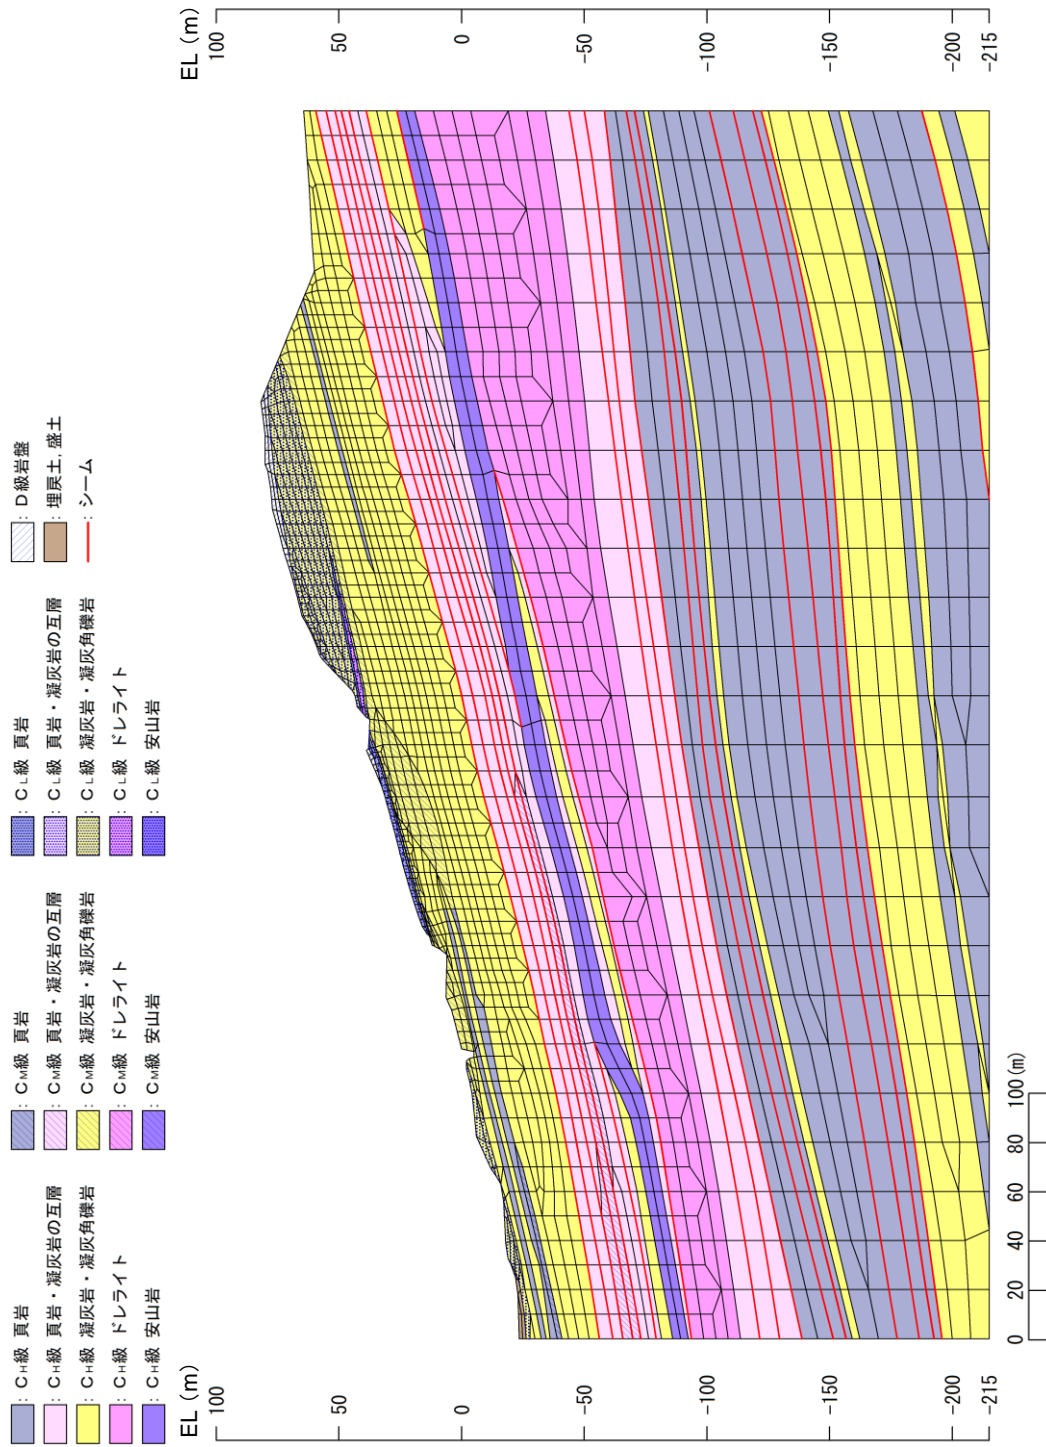 : CH級 頁岩
: CH級 頁岩・凝灰岩の互層
: CH級 凝灰岩・凝灰角礫岩
: CH級 ドレライト
: CH級 安山岩
: CM級 頁岩
: CM級 頁岩・凝灰岩の互層
: CM級 凝灰岩・凝灰角礫岩
: CM級 ドレライト
: CM級 安山岩
: CL級 頁岩
: CL級 頁岩・凝灰岩の互層
: CL級 凝灰岩・凝灰角礫岩
: CL級 ドレライト
: CL級 安山岩
: D級岩盤
: 埋戻土, 盛土
: シーム
EL (m)
100
50
0
-50
-100
-150
-200
-215
EL (m)
100
50
0
-50
-100
-150
-200
-215
0 20 40 60 80 100 (m)